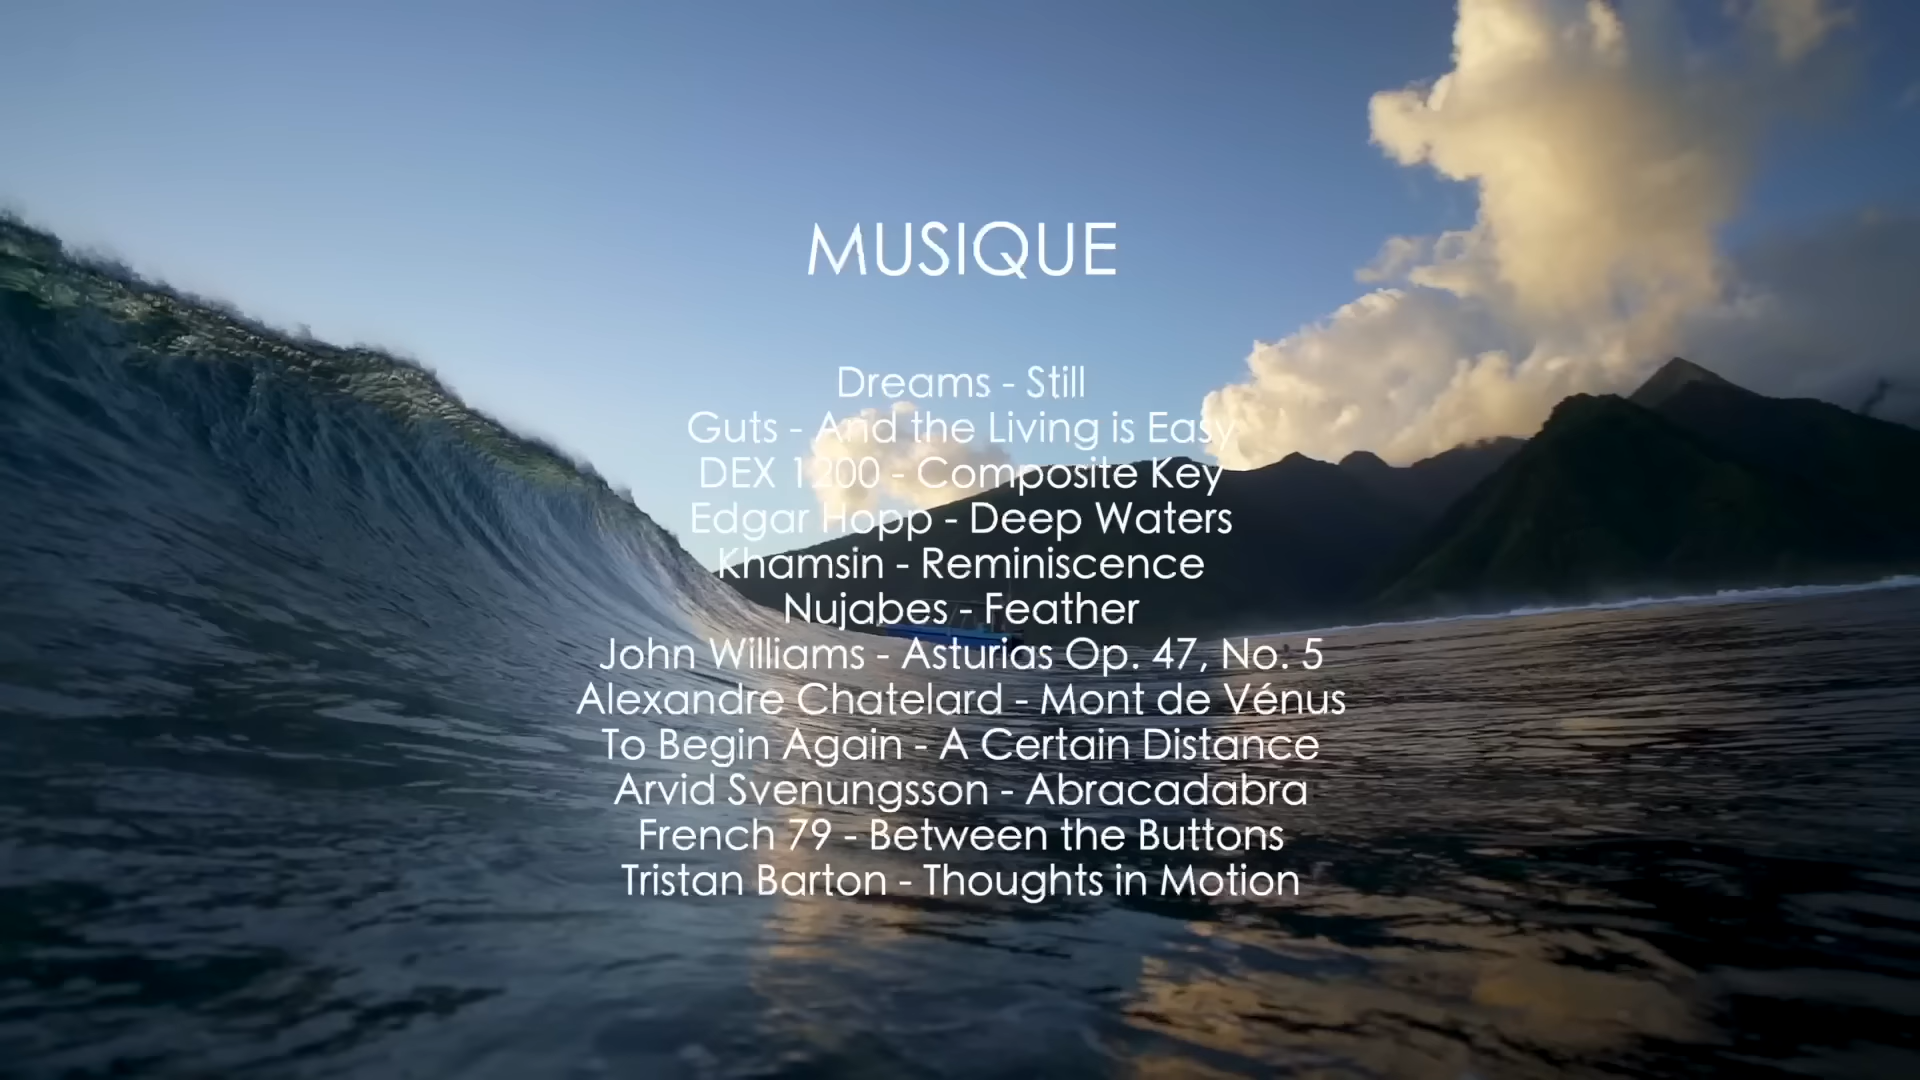 MUSIQUE
Dreams - Still
Guts - And the Living is Easy
DEX 1200 - Composite Key
Edgar Hopp - Deep Waters
Khamsin - Reminiscence
Nujabes - Feather
John Williams - Asturias Op. 47, No. 5
Alexandre Chatelard - Mont de Vénus
To Begin Again - A Certain Distance
Arvid Svenungsson - Abracadabra
French 79 - Between the Buttons
Tristan Barton - Thoughts in Motion